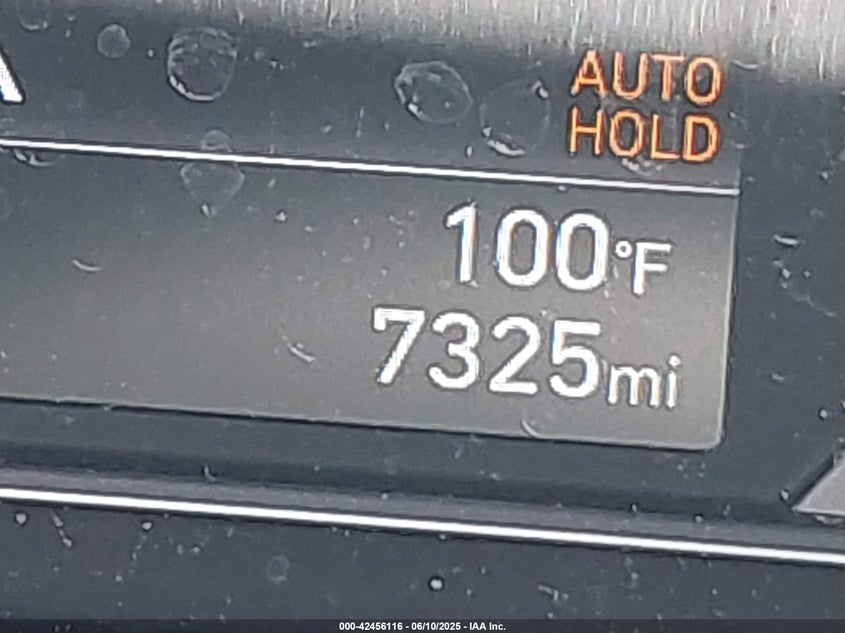 AUTO
HOLD
100°F
7325mi
000-42456116 - 06/10/2025 - IAA Inc.